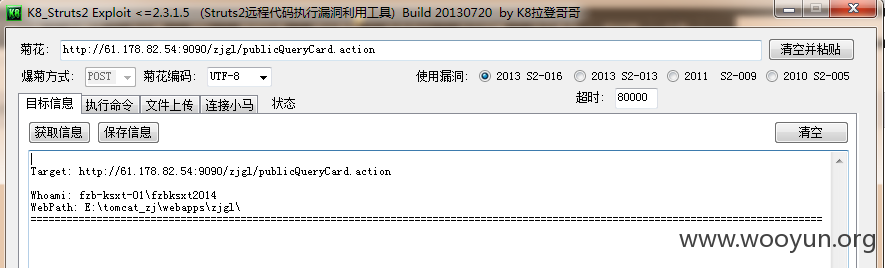 K8_Struts2 Exploit <=2.3.1.5 (Struts2远程代码执行漏洞利用工具) Build 20130720 by K8拉登哥哥
菊花: http://61.178.82.54:9090/zjgl/publicQueryCard.action 清空并粘贴
爆菊方式: POST 菊花编码: UTF-8 使用漏洞: 2013 S2-016 2013 S2-013 2011 S2-009 2010 S2-005
目标信息 执行命令 文件上传 连接小马 状态 超时: 80000
获取信息 保存信息 清空
Target: http://61.178.82.54:9090/zjgl/publicQueryCard.action
Whoami: fzb-ksxt-01\fzbksxt2014
WebPath: E:\tomcat_zj\webapps\zjgl\
www.wooyun.org